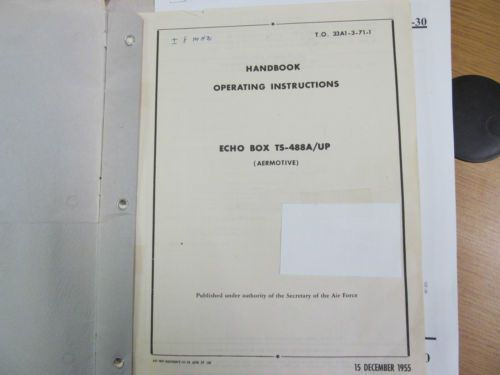 -30
T.O. 33A1-3-71-1
HANDBOOK
OPERATING INSTRUCTIONS
ECHO BOX TS-488A/UP
(AERMOTIVE)
Published under authority of the Secretary of the Air Force
15 DECEMBER 1955